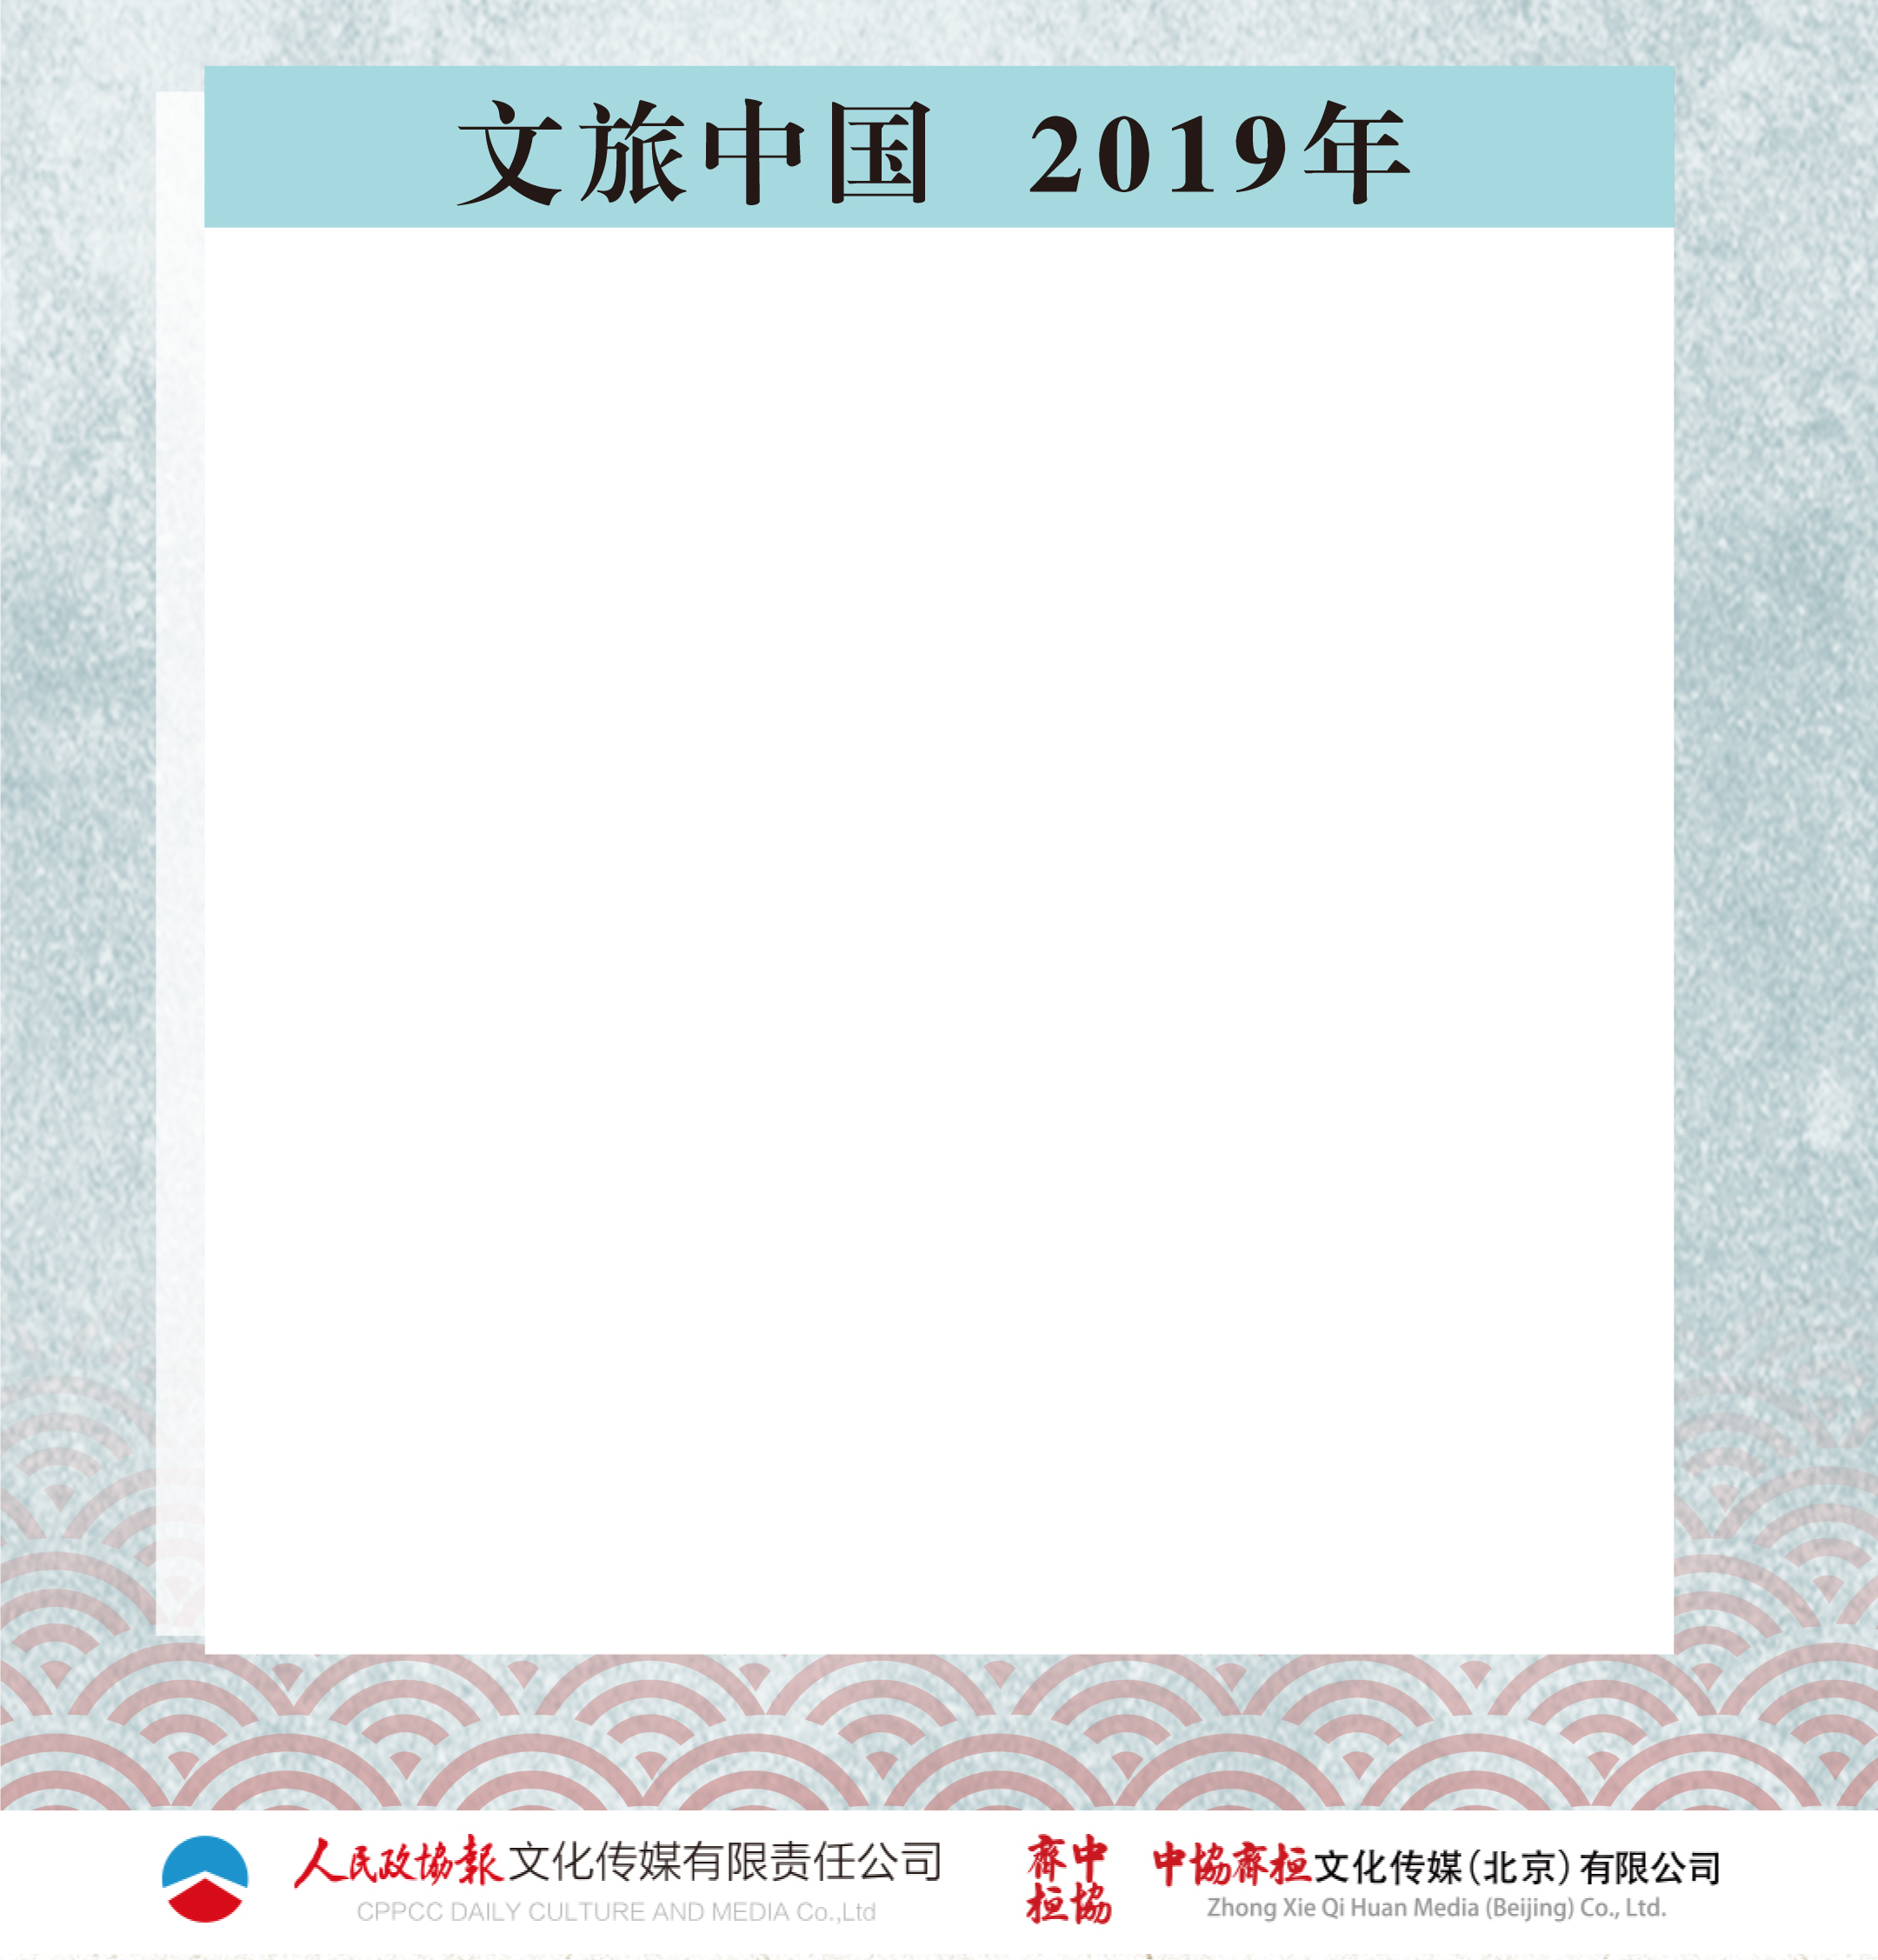 文旅中国 2019年
人民政協報文化传媒有限责任公司
CPPCC DAILY CULTURE AND MEDIA Co.,Ltd
齊中
桓協
中協齊桓文化传媒(北京)有限公司
Zhong Xie Qi Huan Media (Beijing) Co., Ltd.